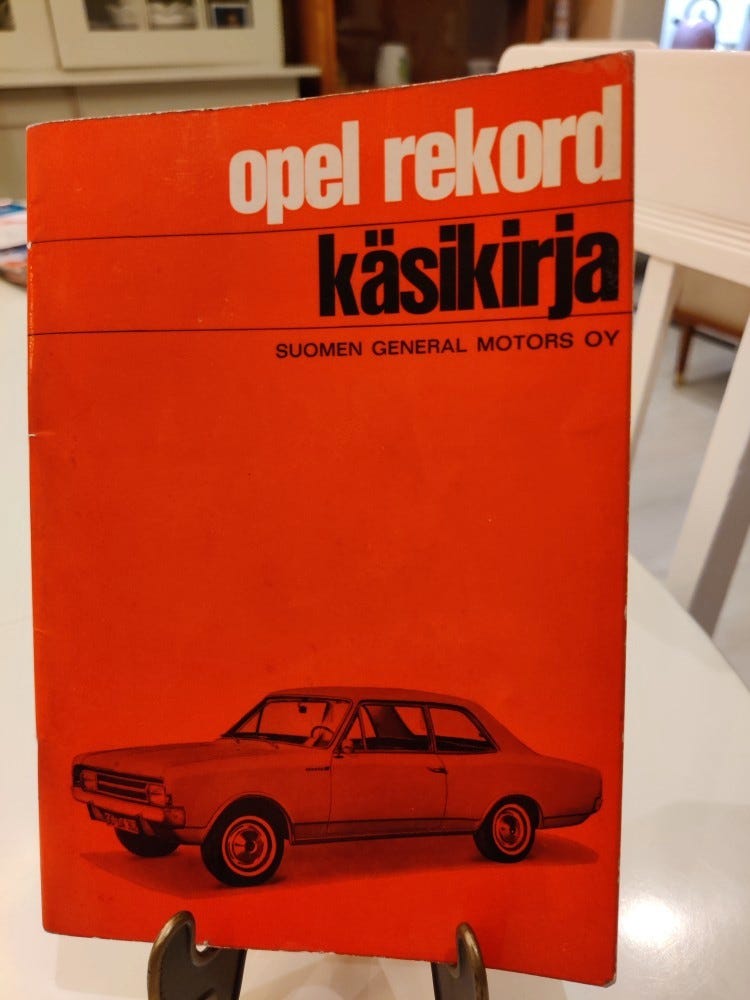 opel rekord
käsikirja
SUOMEN GENERAL MOTORS OY